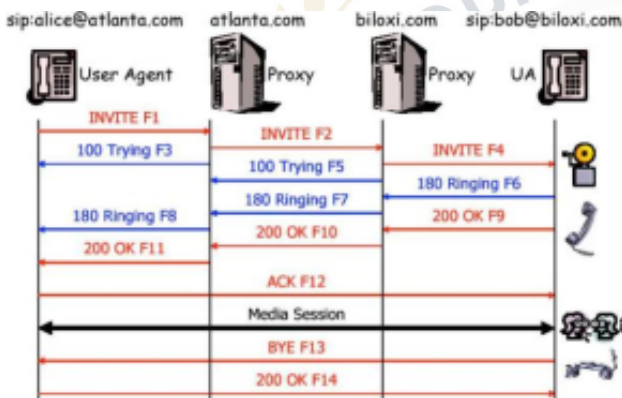 sip:alice@atlanta.com atlanta.com biloxi.com sip:bob@biloxi.com
User Agent Proxy Proxy UA
INVITE F1
INVITE F2
100 Trying F3
INVITE F4
100 Trying F5
180 Ringing F6
180 Ringing F7
180 Ringing F8
200 OK F9
200 OK F10
200 OK F11
ACK F12
Media Session
BYE F13
200 OK F14